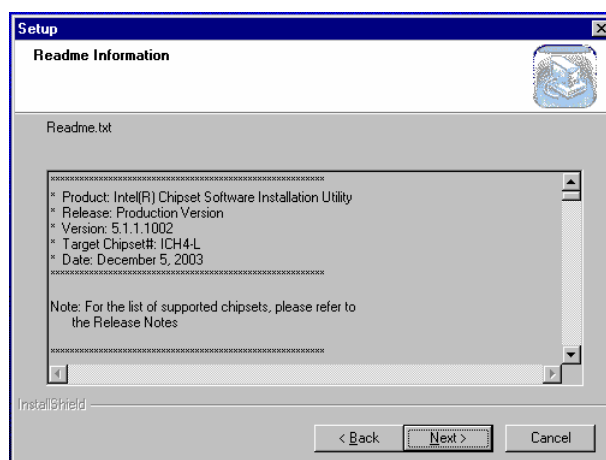 Setup
Readme Information
Readme.txt
********************************************************
* Product: Intel(R) Chipset Software Installation Utility
* Release: Production Version
* Version: 5.1.1.1002
* Target Chipset#: ICH4-L
* Date: December 5, 2003
********************************************************
Note: For the list of supported chipsets, please refer to
the Release Notes
********************************************************
InstallShield
< Back
Next >
Cancel